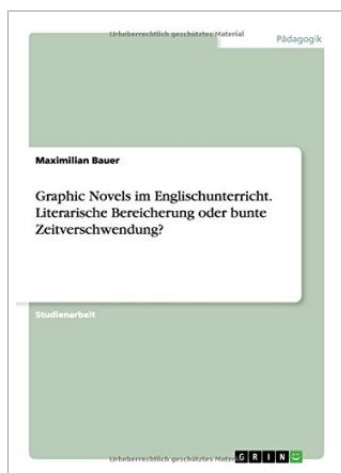 Urheberrechtlich geschütztes Material
Pädagogik
Maximilian Bauer
Graphic Novels im Englischunterricht.
Literarische Bereicherung oder bunte
Zeitverschwendung?
Studienarbeit
Urheberrechtlich geschütztes Mater
GRIN